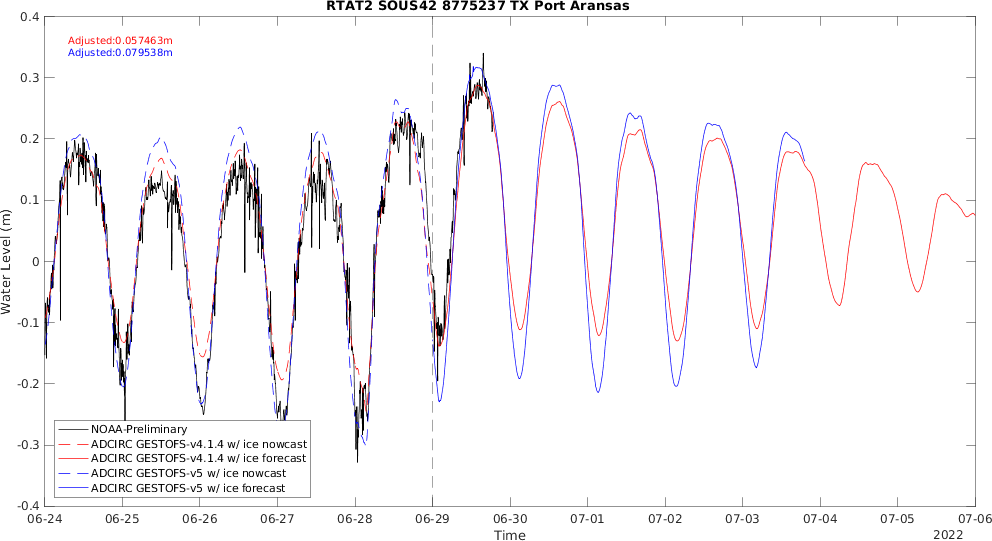 RTAT2 SOUS42 8775237 TX Port Aransas
Adjusted:0.057463m
Adjusted:0.079538m
0.4
0.3
0.2
0.1
0
-0.1
-0.2
-0.3
-0.4
Water Level (m)
NOAA-Preliminary
ADCIRC GESTOFS-v4.1.4 w/ ice nowcast
ADCIRC GESTOFS-v4.1.4 w/ ice forecast
ADCIRC GESTOFS-v5 w/ ice nowcast
ADCIRC GESTOFS-v5 w/ ice forecast
06-24 06-25 06-26 06-27 06-28 06-29 06-30 07-01 07-02 07-03 07-04 07-05 07-06
Time
2022